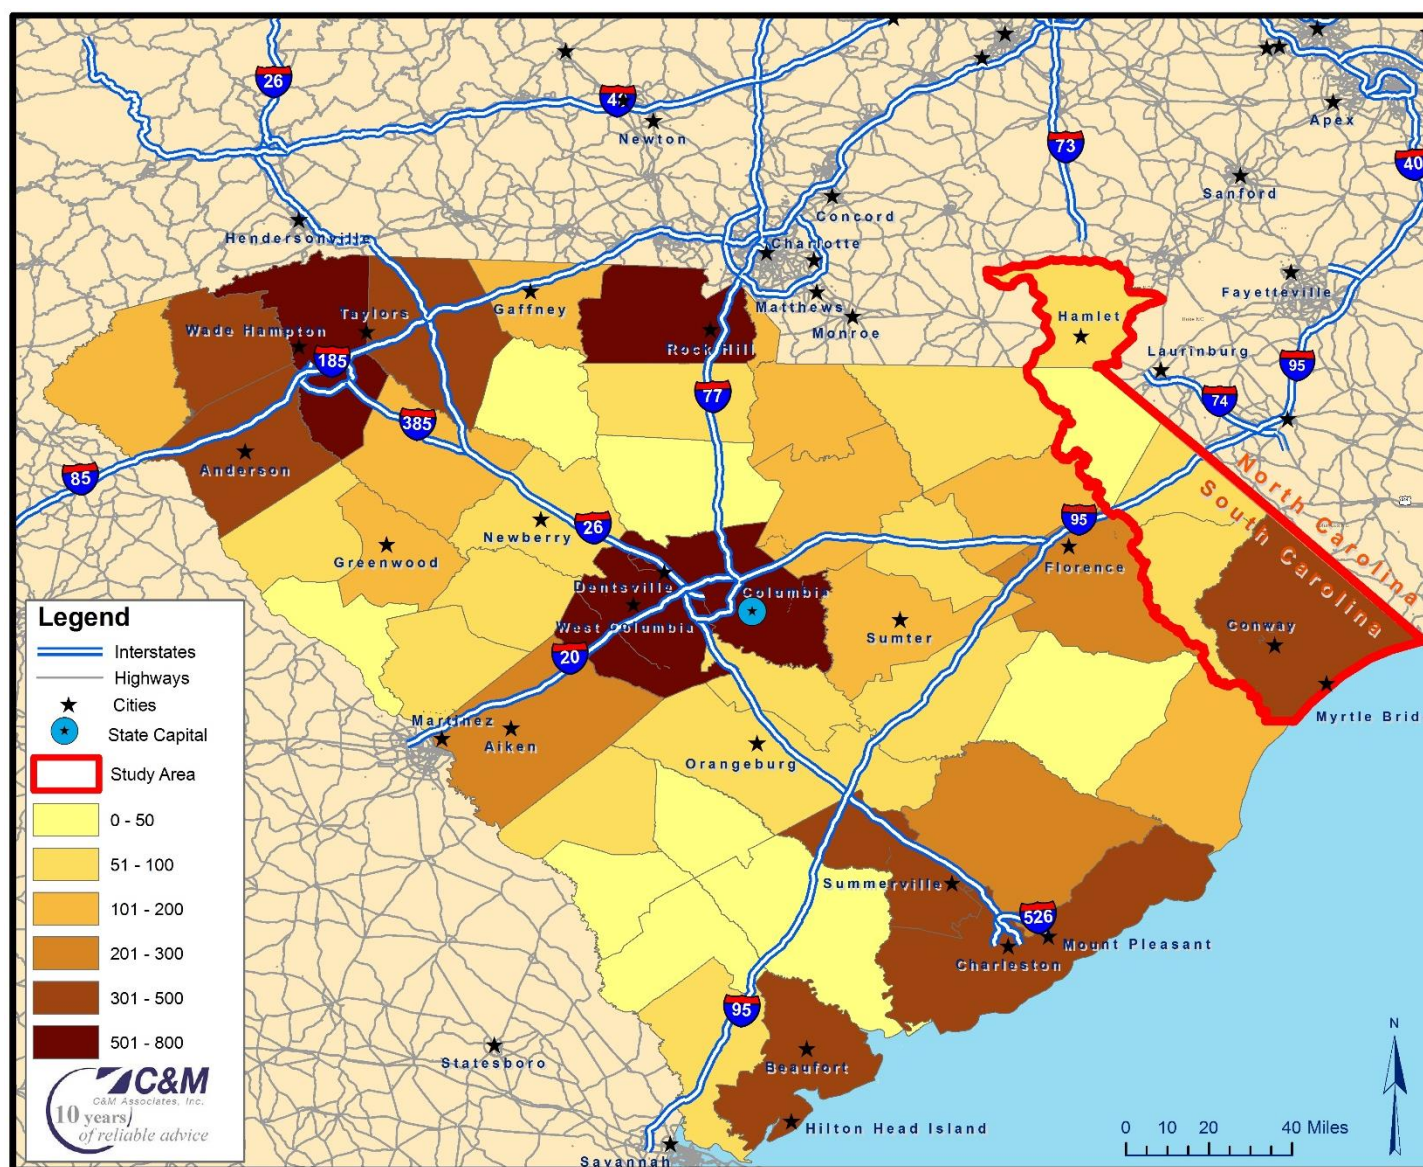 26
4
Newton
73
Apex
40
Sanford
Hendersonville
Concord
Charlotte
Fayetteville
Matthews
Monroe
Gaffney
Taylors
Wade Hampton
Hamlet
Rock Hill
Laurinburg
185
95
77
74
385
Anderson
85
North Carolina
South Carolina
26
95
Newberry
Greenwood
Florence
Dentsville
Columbia
West Columbia
Sumter
Conway
20
Martinez
Aiken
Orangeburg
Myrtle Brid
Summerville
526
Mount Pleasant
Charleston
95
Statesboro
Beaufort
Hilton Head Island
Savannah
Legend
Interstates
Highways
Cities
State Capital
Study Area
0 - 50
51 - 100
101 - 200
201 - 300
301 - 500
501 - 800
C&M
C&M Associates, Inc.
10 years
of reliable advice
N
0 10 20 40 Miles